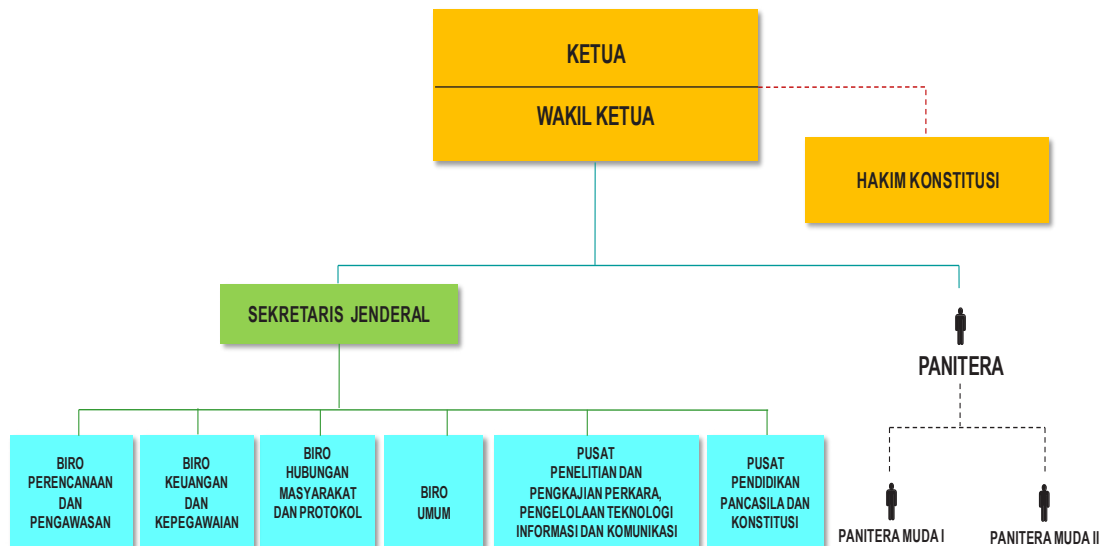 KETUA
WAKIL KETUA
HAKIM KONSTITUSI
SEKRETARIS JENDERAL
PANITERA
BIRO
PERENCANAAN
DAN
PENGAWASAN
BIRO
KEUANGAN
DAN
KEPEGAWAIAN
BIRO
HUBUNGAN
MASYARAKAT
DAN PROTOKOL
BIRO
UMUM
PUSAT
PENELITIAN DAN
PENGKAJIAN PERKARA,
PENGELOLAAN TEKNOLOGI
INFORMASI DAN KOMUNIKASI
PUSAT
PENDIDIKAN
PANCASILA DAN
KONSTITUSI
PANITERA MUDA I
PANITERA MUDA II